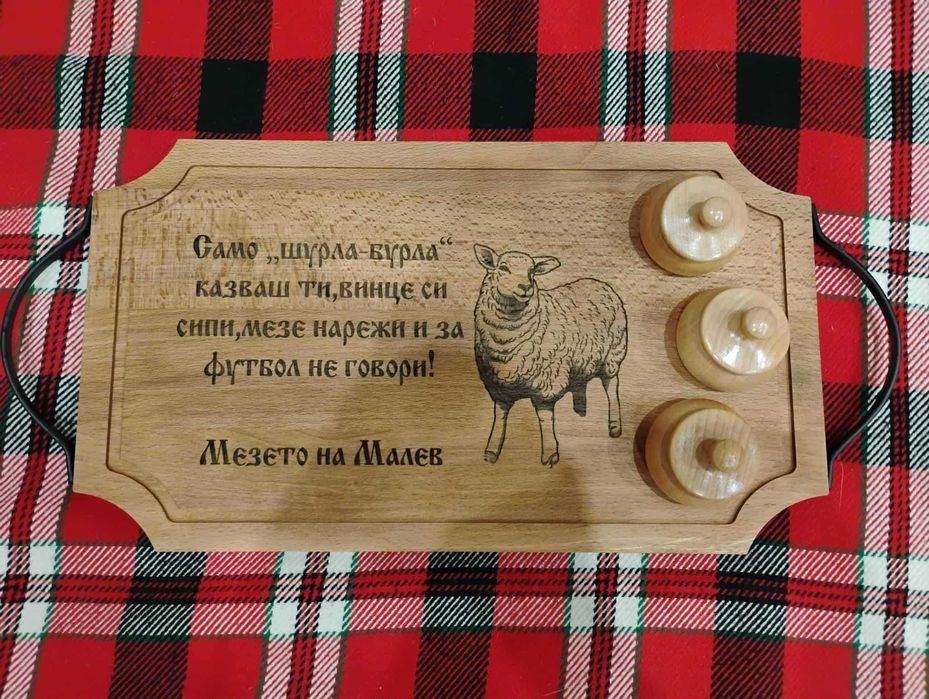 Само „шурла-бурла“
казваш ти,винце си
сипи,мезе нарежи и за
футбол не говори!
Мезето на Малев